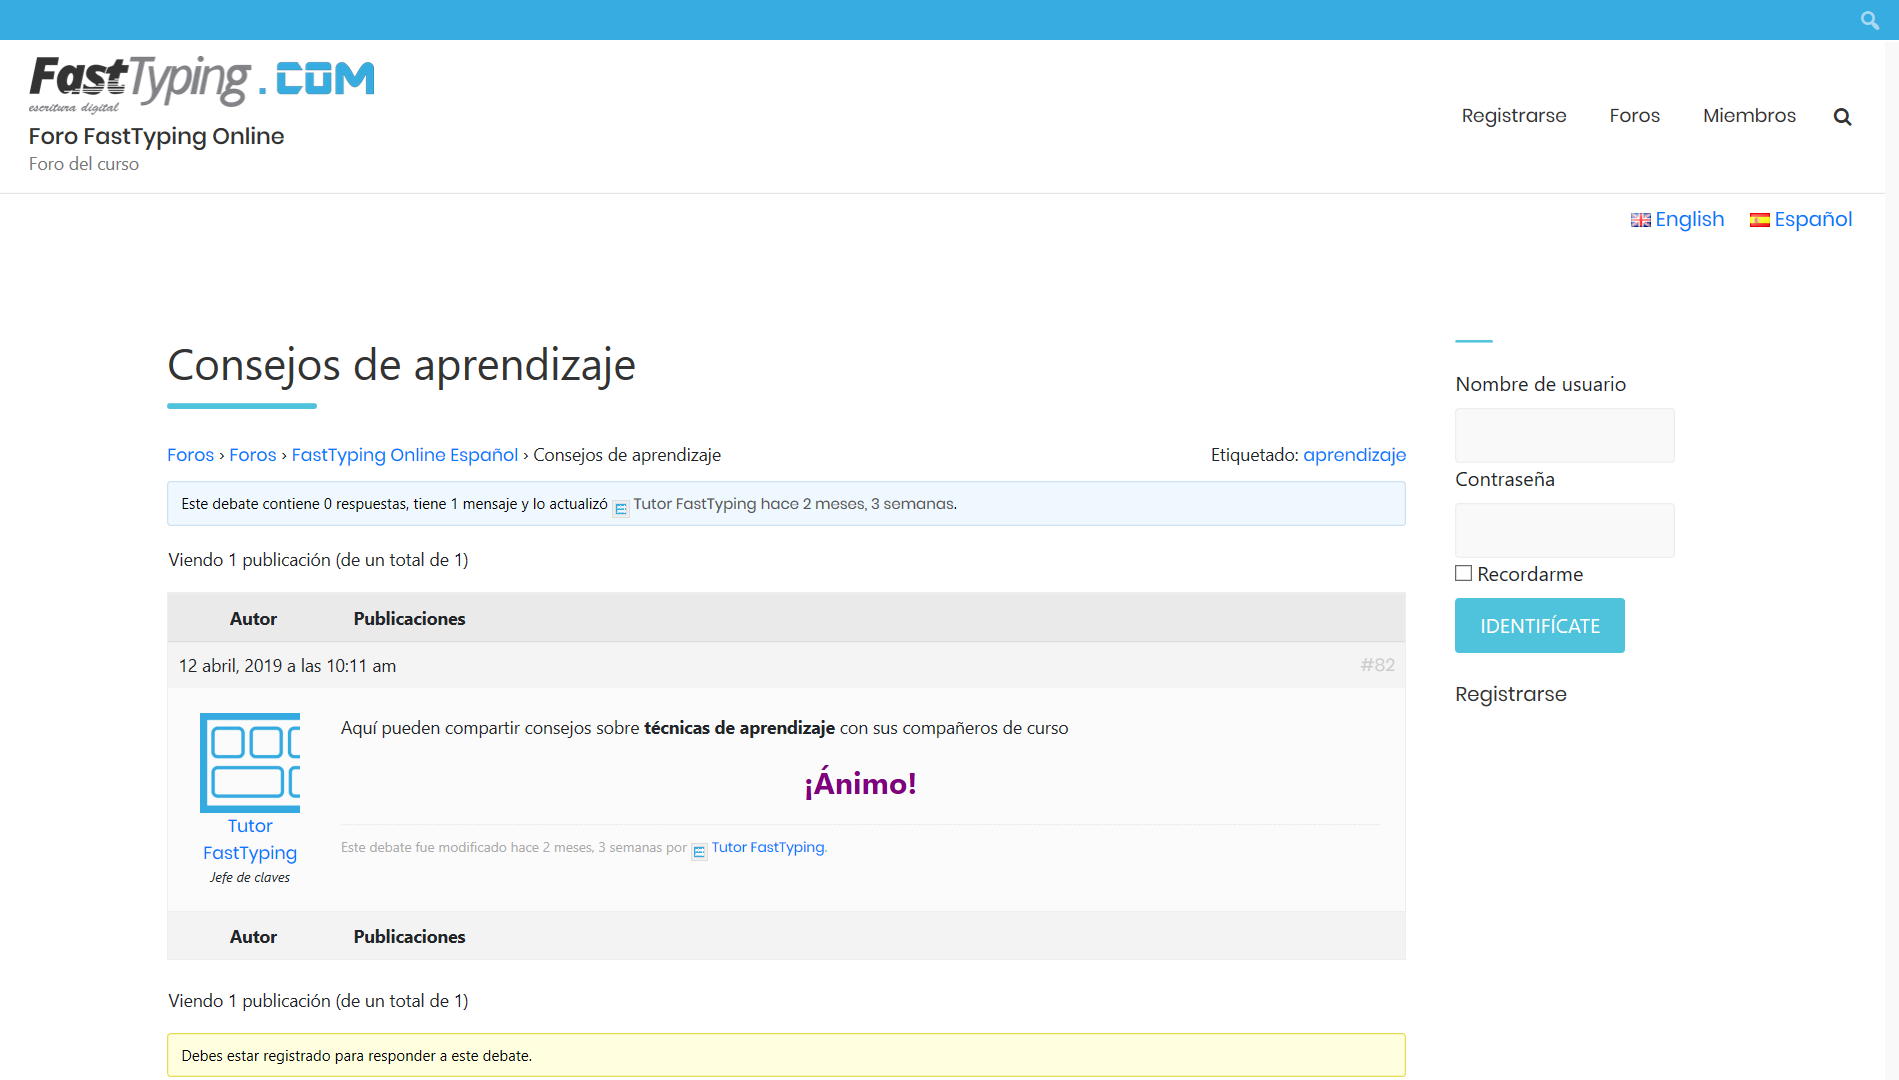 FastTyping.COM
escritura digital
Foro FastTyping Online
Foro del curso
Registrarse
Foros
Miembros
English
Español
Consejos de aprendizaje
Foros › Foros › FastTyping Online Español › Consejos de aprendizaje
Etiquetado: aprendizaje
Este debate contiene 0 respuestas, tiene 1 mensaje y lo actualizó Tutor FastTyping hace 2 meses, 3 semanas.
Viendo 1 publicación (de un total de 1)
Autor
Publicaciones
12 abril, 2019 a las 10:11 am
#82
Aquí pueden compartir consejos sobre técnicas de aprendizaje con sus compañeros de curso
¡Ánimo!
Este debate fue modificado hace 2 meses, 3 semanas por Tutor FastTyping.
Tutor
FastTyping
Jefe de claves
Autor
Publicaciones
Viendo 1 publicación (de un total de 1)
Debes estar registrado para responder a este debate.
Nombre de usuario
Contraseña
Recordarme
IDENTIFÍCATE
Registrarse